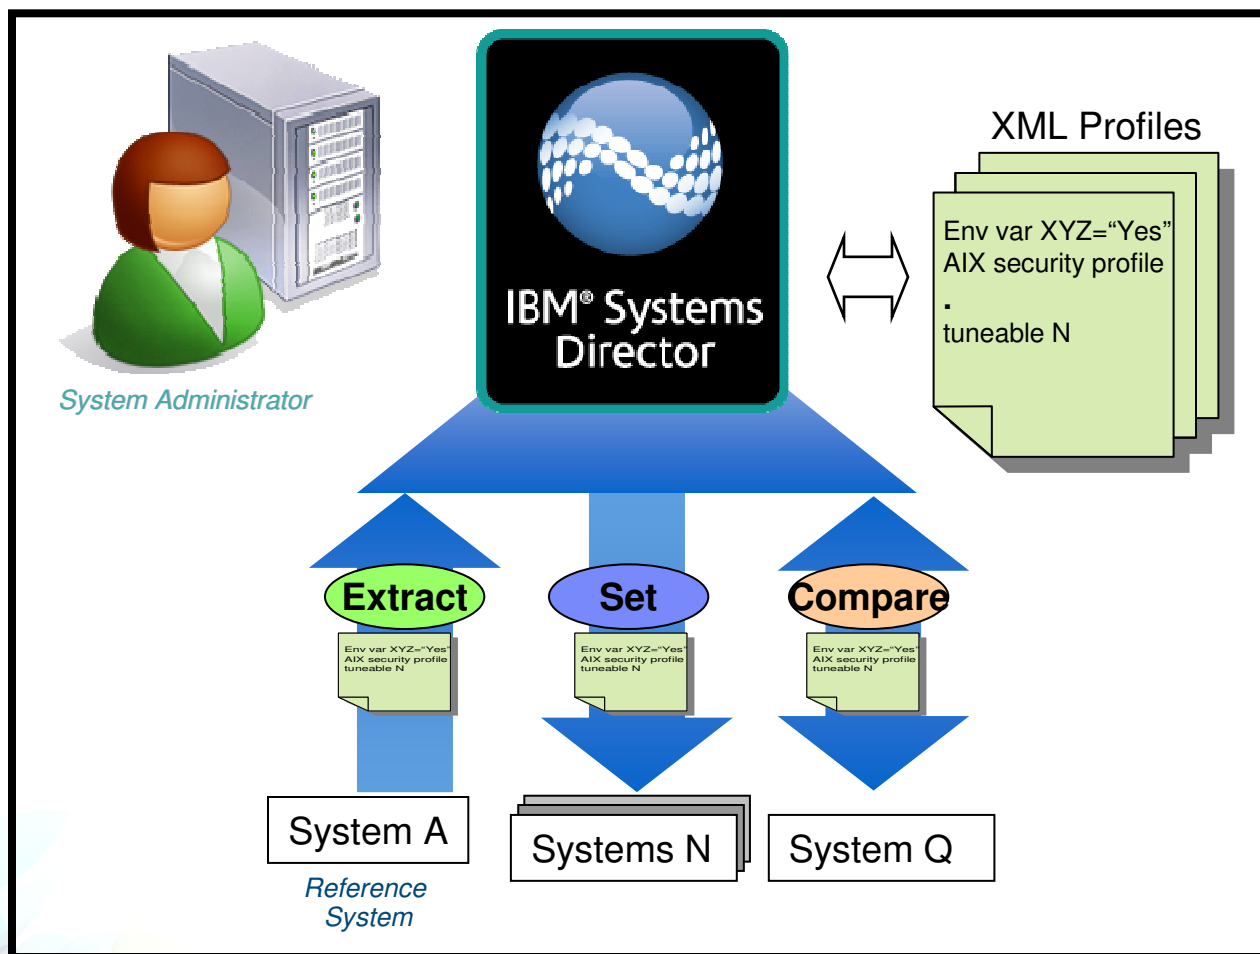 System Administrator
IBM® Systems
Director
XML Profiles
Env var XYZ=“Yes”
AIX security profile
.
tuneable N
Extract
Env var XYZ=“Yes”
AIX security profile
tuneable N
Set
Env var XYZ=“Yes”
AIX security profile
tuneable N
Compare
Env var XYZ=“Yes”
AIX security profile
tuneable N
System A
Reference
System
Systems N
System Q